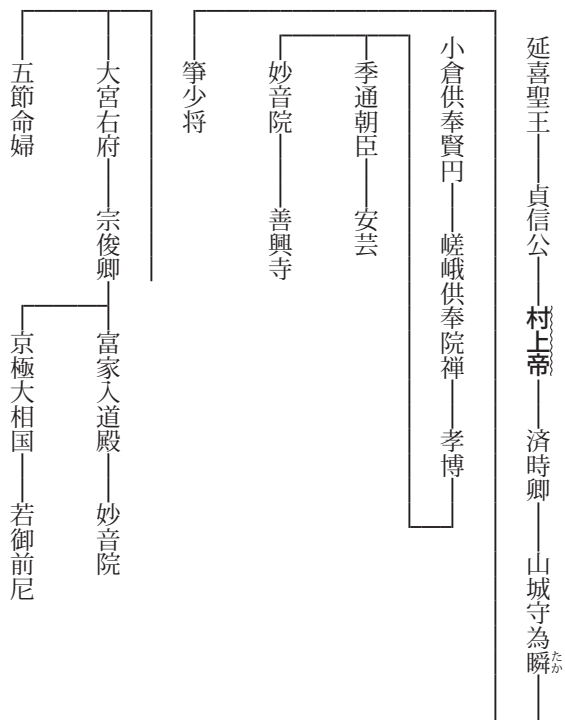 延喜聖王 貞信公 村上帝 済時卿 山城守為瞬
たか
小倉供奉賢円 嵯峨供奉院禅 孝博
季通朝臣 安芸
妙音院 善興寺
箏少将
大宮右府 宗俊卿 富家入道殿 妙音院
京極大相国 若御前尼
五節命婦